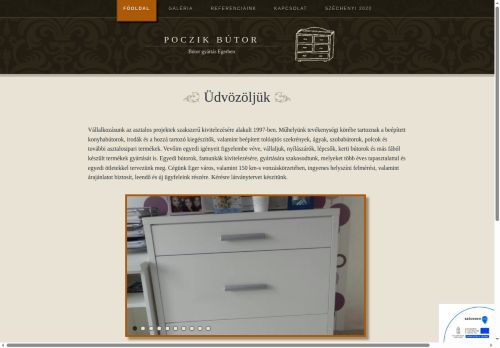 FŐOLDAL GALÉRIA REFERENCIÁINK KAPCSOLAT SZÉCHENYI 2020
POCZIK BÚTOR
Bútor gyártás Egerben
Üdvözöljük
Vállalkozásunk az asztalos projektek szakszerű kivitelezésére alakult 1997-ben. Műhelyünk tevékenységi körébe tartoznak a beépített
konyhabútorok, irodák és a hozzá tartozó kiegészítők, valamint beépített tolóajtós szekrények, ágyak, szobabútorok, polcok és
további asztalosipari termékek. Vevőim egyedi igényeit figyelembe véve, vállaljuk, nyílászárók, lépcsők, kerti bútorok és más fából
készült termékek gyártását is. Egyedi bútorok, famunkák kivitelezésére, gyártására szakosodtunk, melyeket több éves tapasztalattal és
egyedi ötletekkel tervezünk meg. Cégünk Eger város, valamint 150 km-s vonzáskörzetében, ingyenes helyszíni felmérést, valamint
árajánlatot biztosít, leendő és új ügyfeleink részére. Kérésre látványtervet készítünk.